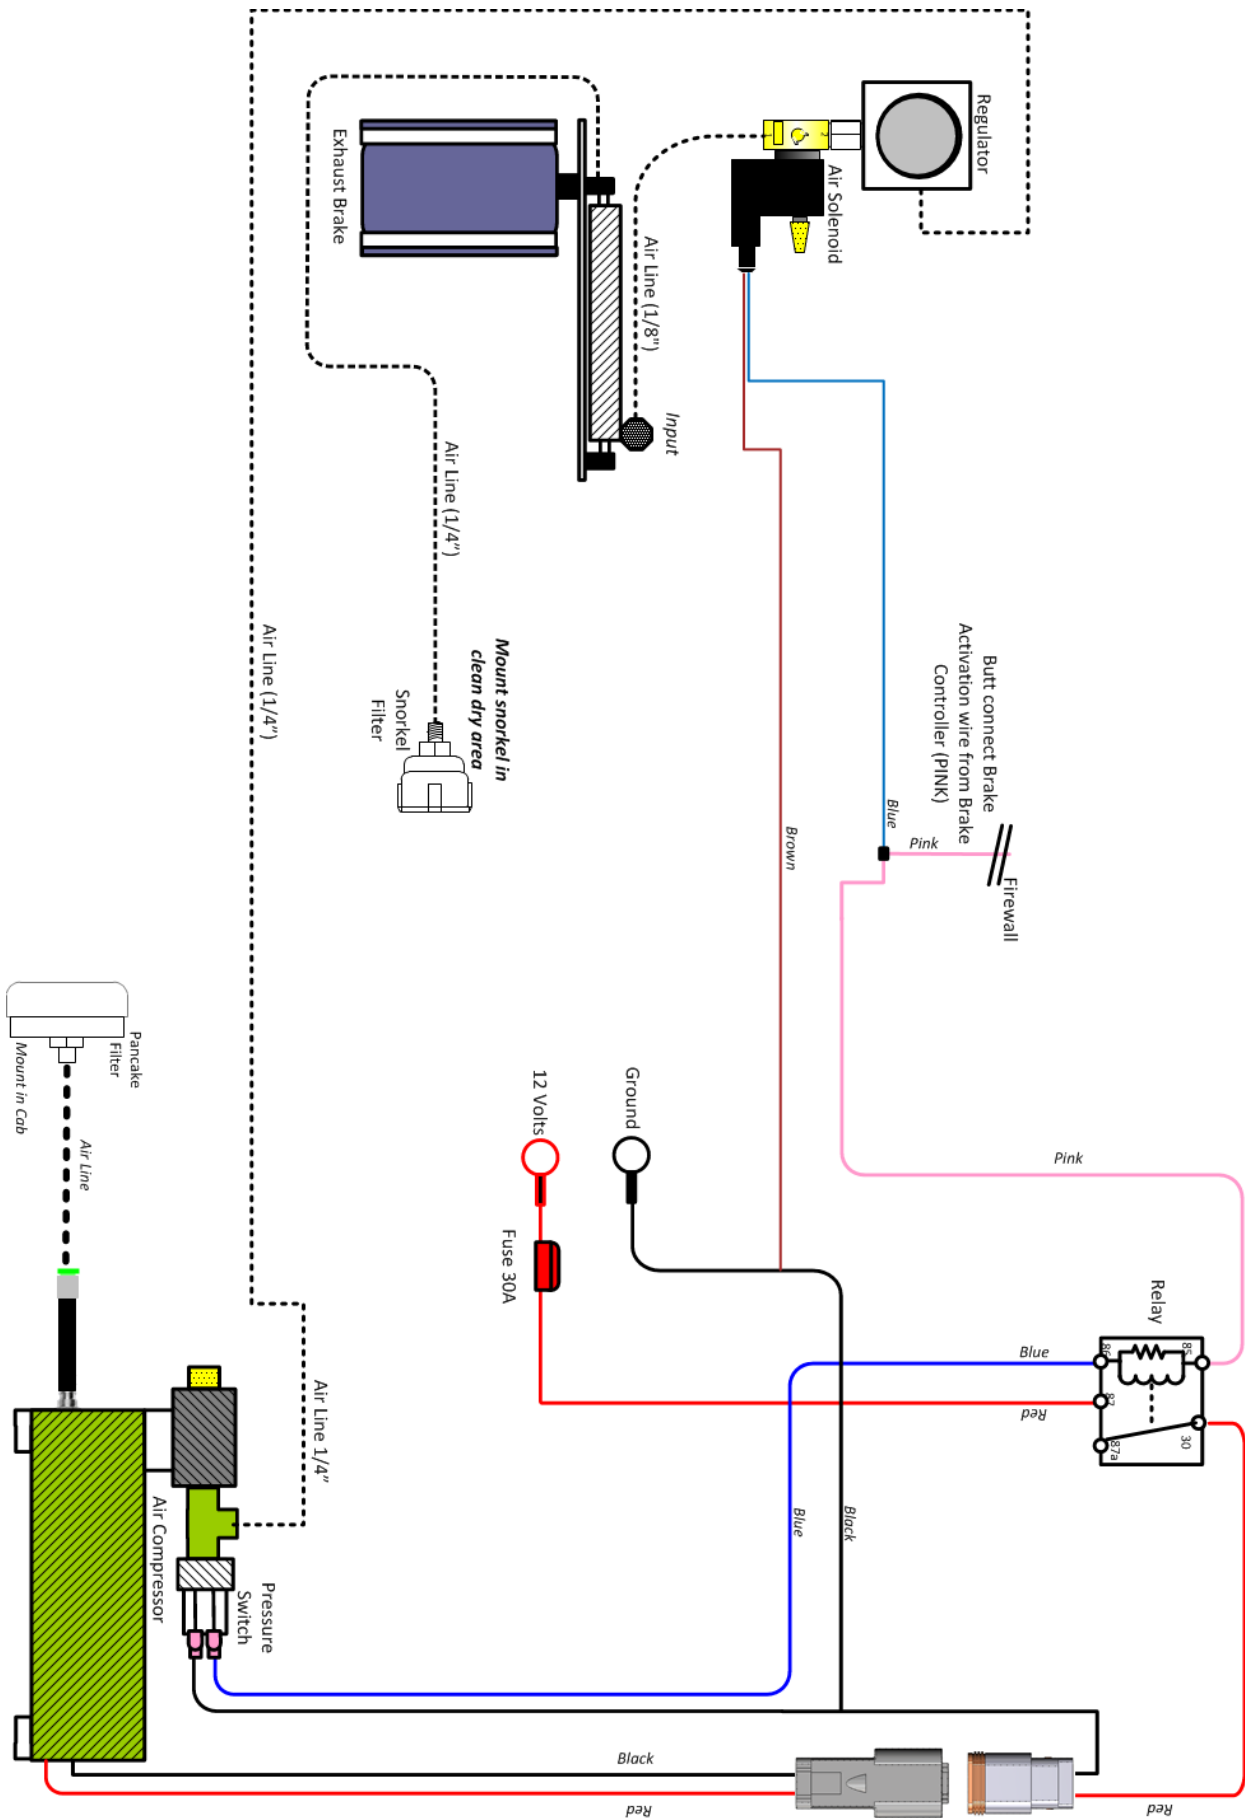 Regulator
Air Solenoid
Exhaust Brake
Air Line (1/8")
Input
Air Line (1/4")
Mount snorkel in
clean dry area
Snorkel
Filter
Air Line (1/4")
Butt connect Brake
Activation wire from Brake
Controller (PINK)
Blue
Pink
Firewall
Brown
Pancake
Filter
Mount in Cab
Air Line
12 Volts
Ground
Fuse 30A
Pink
Relay
85
86
87
87a
30
Blue
Red
Air Line 1/4"
Blue
Black
Air Compressor
Pressure
Switch
Black
Red
Red